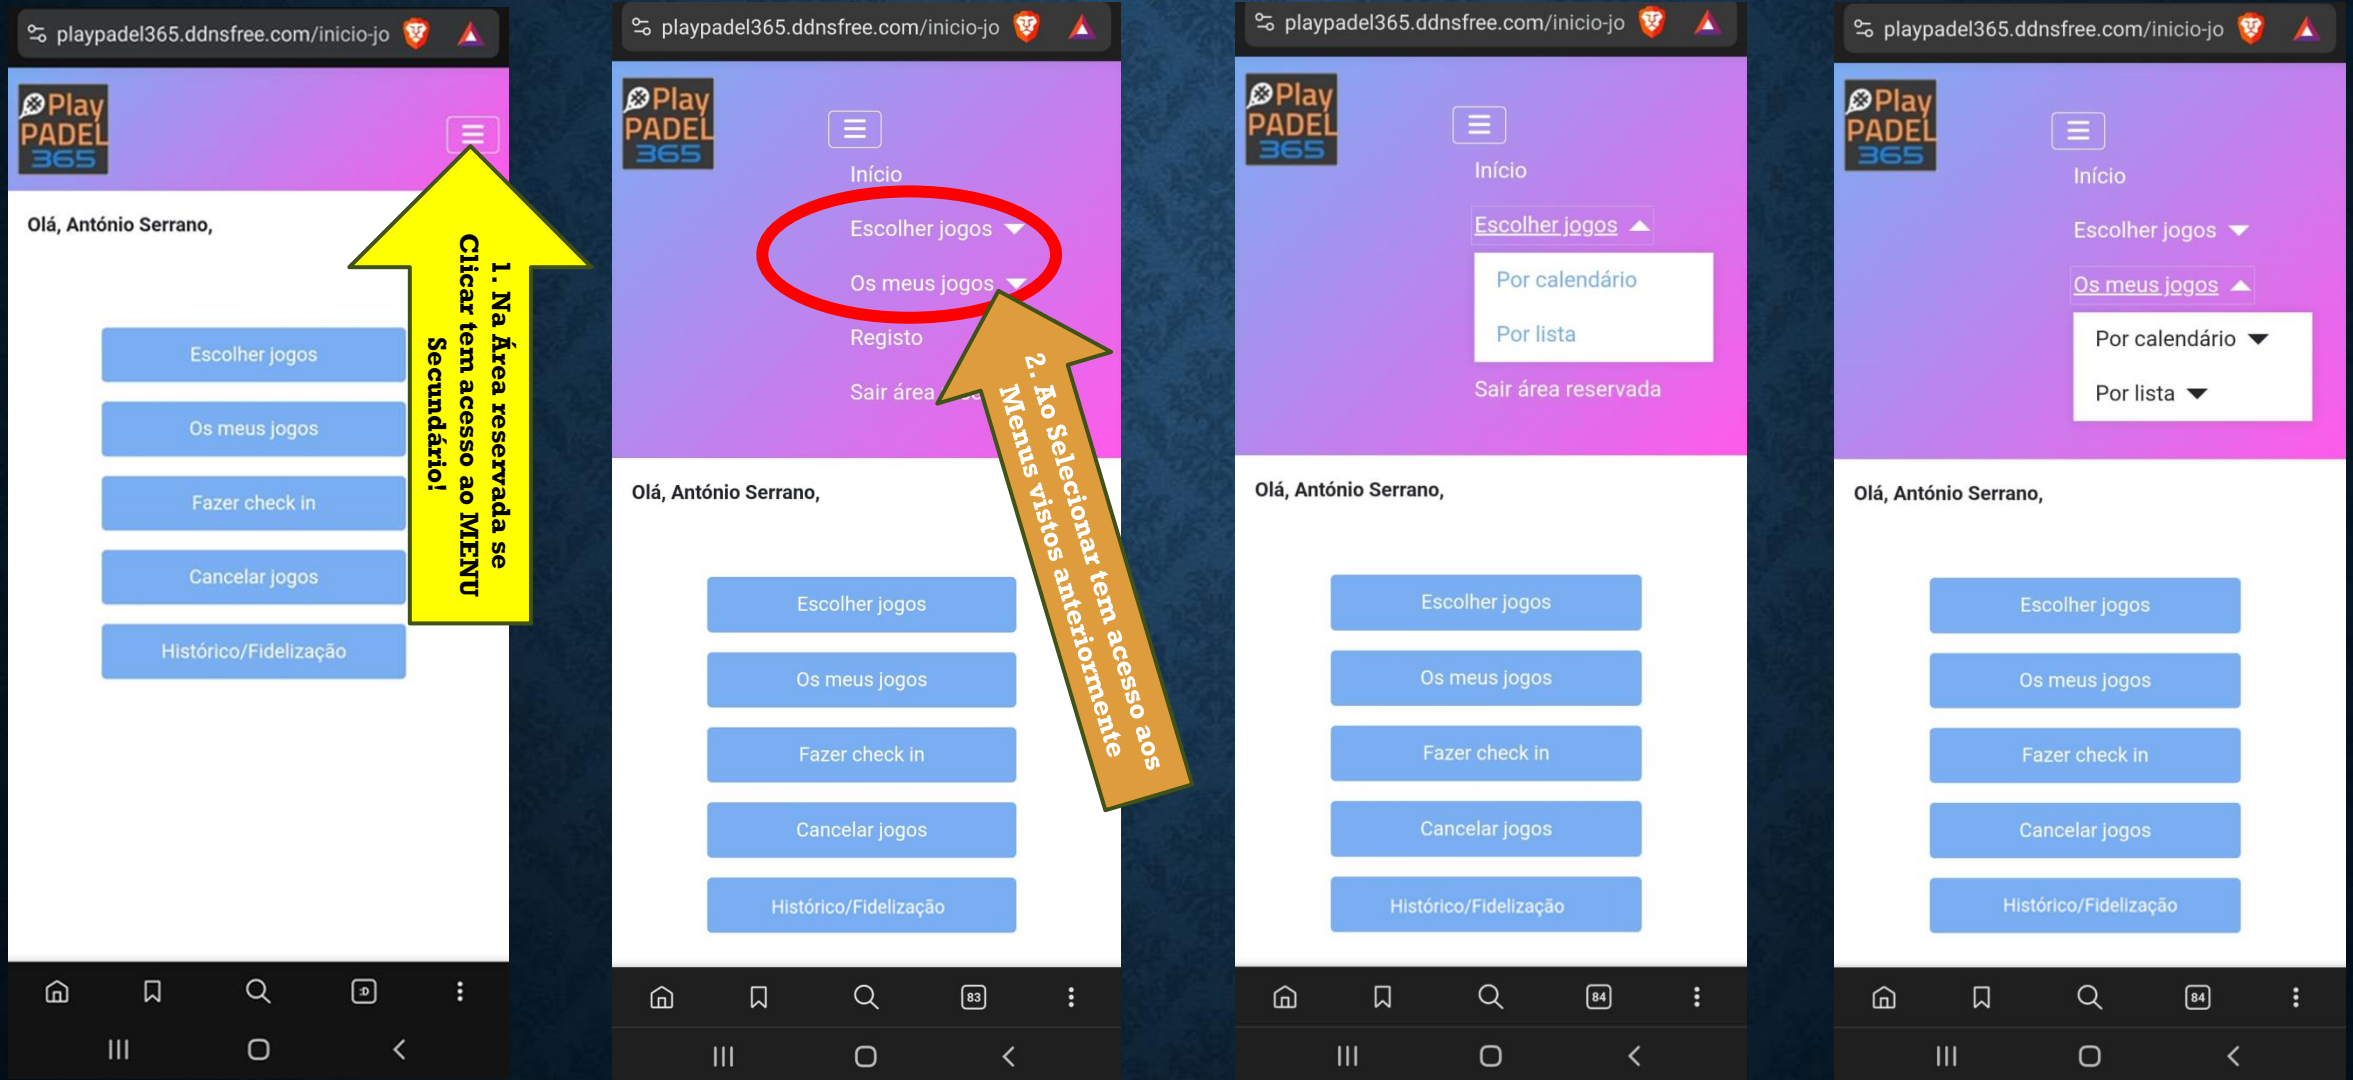 playpadel365.ddnsfree.com/inicio-jo
Play
PADEL
365
Olá, António Serrano,
Escolher jogos
Os meus jogos
Fazer check in
Cancelar jogos
Histórico/Fidelização
1. Na Área reservada se
Clicar tem acesso ao MENU
Secundário!
:D
playpadel365.ddnsfree.com/inicio-jo
Play
PADEL
365
Início
Escolher jogos
Os meus jogos
Registo
Sair área
2. Ao Selecionar tem acesso aos
Menus vistos anteriormente
Olá, António Serrano,
Escolher jogos
Os meus jogos
Fazer check in
Cancelar jogos
Histórico/Fidelização
83
playpadel365.ddnsfree.com/inicio-jo
Play
PADEL
365
Início
Escolher jogos
Por calendário
Por lista
Sair área reservada
Olá, António Serrano,
Escolher jogos
Os meus jogos
Fazer check in
Cancelar jogos
Histórico/Fidelização
84
playpadel365.ddnsfree.com/inicio-jo
Play
PADEL
365
Início
Escolher jogos
Os meus jogos
Por calendário
Por lista
Olá, António Serrano,
Escolher jogos
Os meus jogos
Fazer check in
Cancelar jogos
Histórico/Fidelização
84